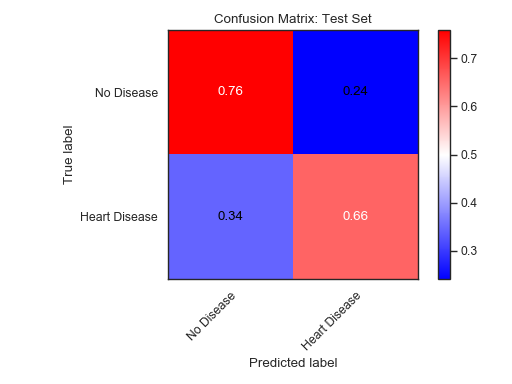 Confusion Matrix: Test Set
True label
No Disease
0.76
0.24
Heart Disease
0.34
0.66
No Disease
Heart Disease
Predicted label
0.7
0.6
0.5
0.4
0.3